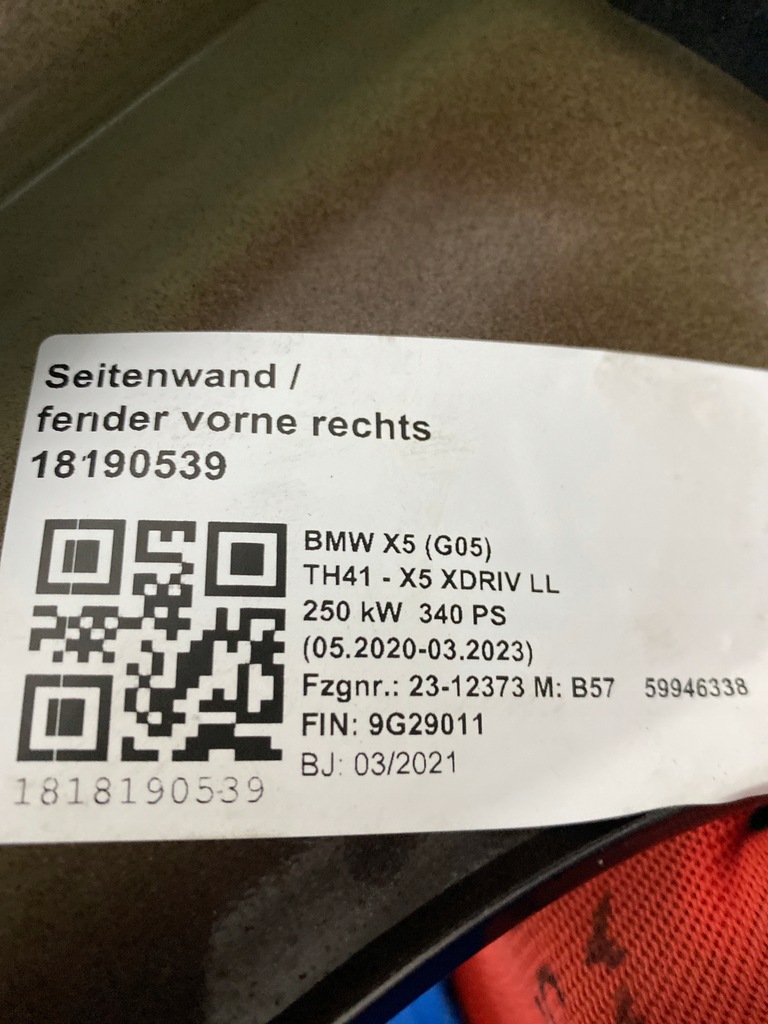 Seitenwand /
fender vorne rechts
18190539
BMW X5 (G05)
TH41 - X5 XDRIV LL
250 kW 340 PS
(05.2020-03.2023)
Fzgnr.: 23-12373 M: B57 59946338
FIN: 9G29011
BJ: 03/2021
1818190539